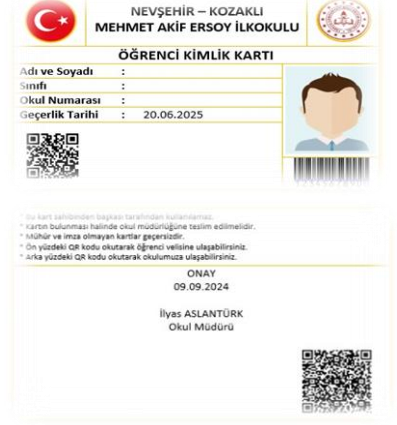 NEVŞEHİR – KOZAKLI
MEHMET AKİF ERSOY İLKOKULU
ÖĞRENCİ KİMLİK KARTI
Adı ve Soyadı :
Sınıfı :
Okul Numarası :
Geçerlik Tarihi : 20.06.2025
* Bu kart sahibinden başkası tarafından kullanılamaz.
* Kartın bulunması halinde okul müdürlüğüne teslim edilmelidir.
* Mühür ve imza olmayan kartlar geçersizdir.
* Ön yüzdeki QR kodu okutarak öğrenci velisine ulaşabilirsiniz.
* Arka yüzdeki QR kodu okutarak okulumuza ulaşabilirsiniz.
ONAY
09.09.2024
İlyas ASLANTÜRK
Okul Müdürü